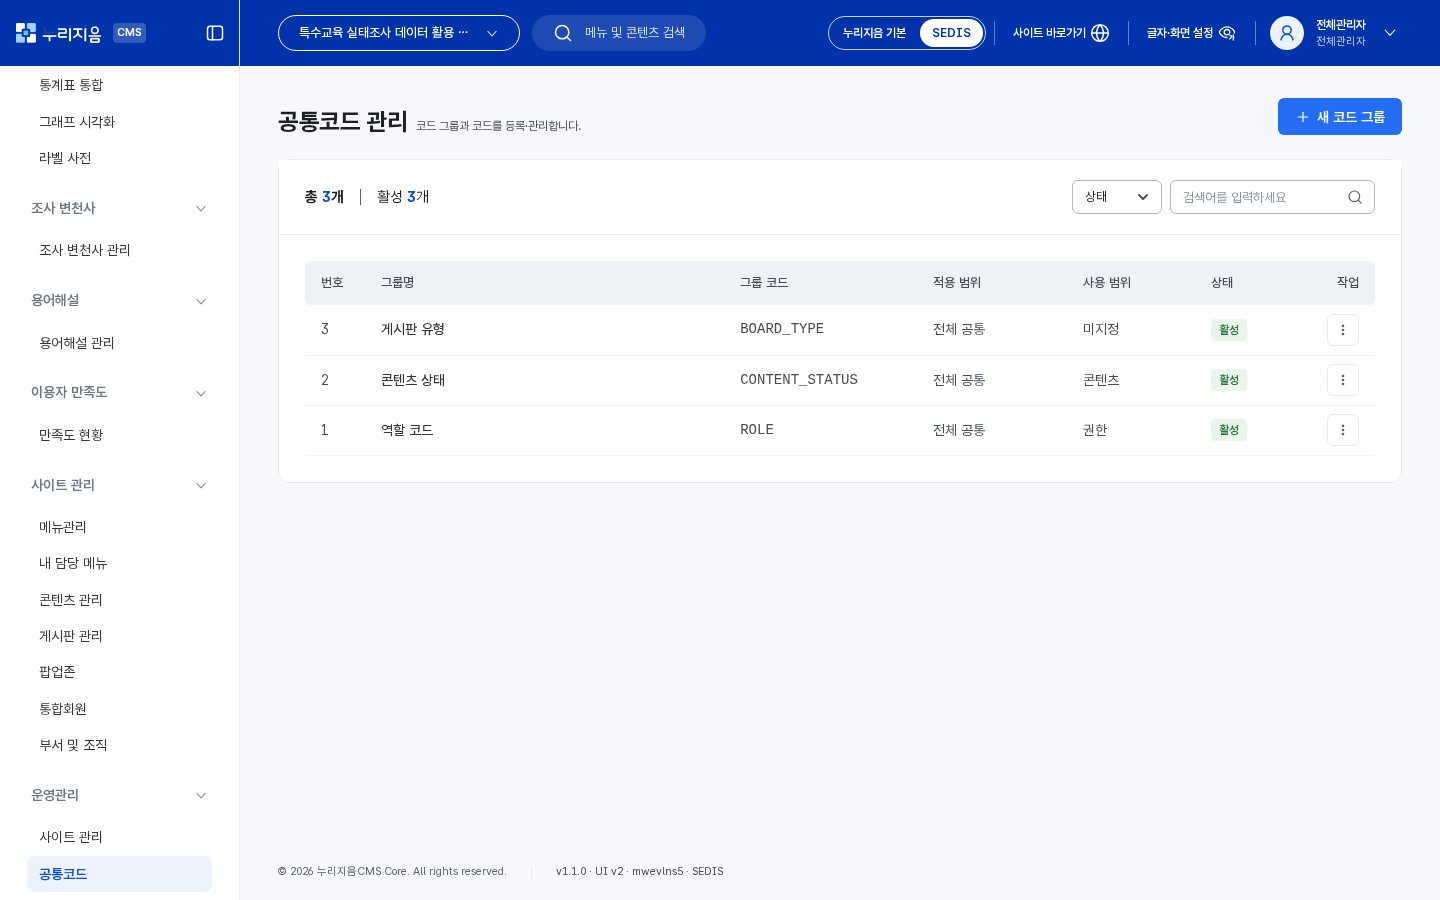 누리지음 CMS
특수교육 실태조사 데이터 활용 ···
메뉴 및 콘텐츠 검색
누리지음 기본
SEDIS
사이트 바로가기
글자·화면 설정
전체관리자
전체관리자
통계표 통합
그래프 시각화
라벨 사전
조사 변천사
조사 변천사 관리
용어해설
용어해설 관리
이용자 만족도
만족도 현황
사이트 관리
메뉴관리
내 담당 메뉴
콘텐츠 관리
게시판 관리
팝업존
통합회원
부서 및 조직
운영관리
사이트 관리
공통코드
공통코드 관리 코드 그룹과 코드를 등록·관리합니다.
새 코드 그룹
총 3개 활성 3개
상태
검색어를 입력하세요
번호 그룹명 그룹 코드 적용 범위 사용 범위 상태 작업
3 게시판 유형 BOARD_TYPE 전체 공통 미지정 활성
2 콘텐츠 상태 CONTENT_STATUS 전체 공통 콘텐츠 활성
1 역할 코드 ROLE 전체 공통 권한 활성
© 2026 누리지음CMS Core. All rights reserved. v1.1.0 · UI v2 · mwevlns5 · SEDIS